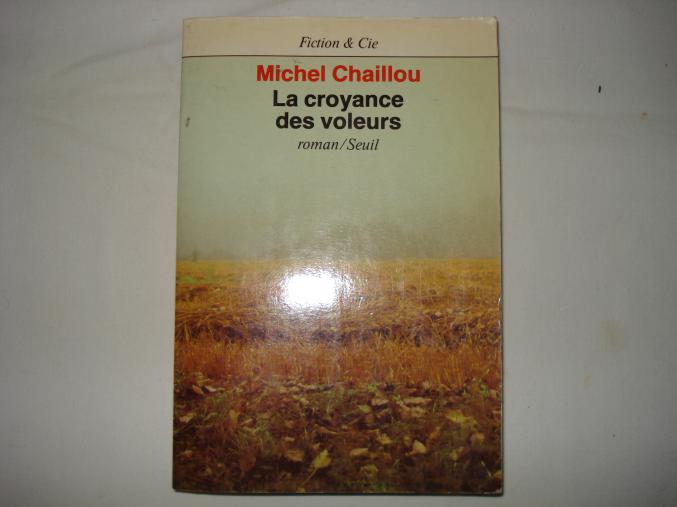 Fiction & Cie
Michel Chaillou
La croyance
des voleurs
roman/Seuil